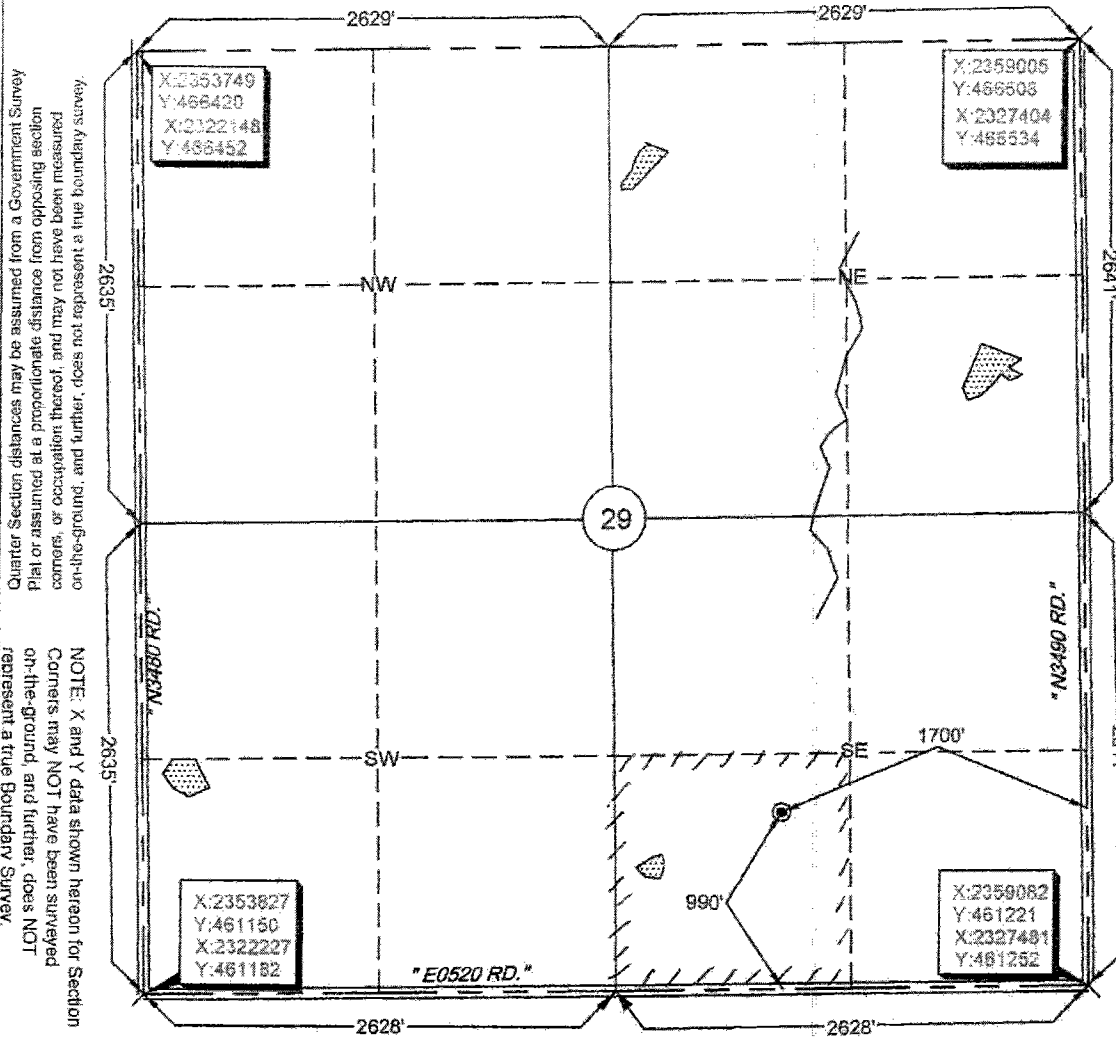 2629'
2629'
X:2353749
Y:466420
X:2322148
Y:466452
X:2359005
Y:466503
X:2327404
Y:466534
2635'
2641'
NW
NE
29
Quarter Section distances may be assumed from a Government Survey
Plat or assumed at a proportionate distance from opposing section
corners, or occupation thereof, and may not have been measured
on-the-ground, and further, does not represent a true boundary survey.
"N3480 RD."
"N3490 RD."
2635'
SW
SE
1700'
990'
X:2353827
Y:461150
X:2322227
Y:461182
X:2359082
Y:461221
X:2327481
Y:461252
"E0520 RD."
2628'
2628'
NOTE: X and Y data shown hereon for Section
Corners may NOT have been surveyed
on-the-ground, and further, does NOT
represent a true Boundary Survey.